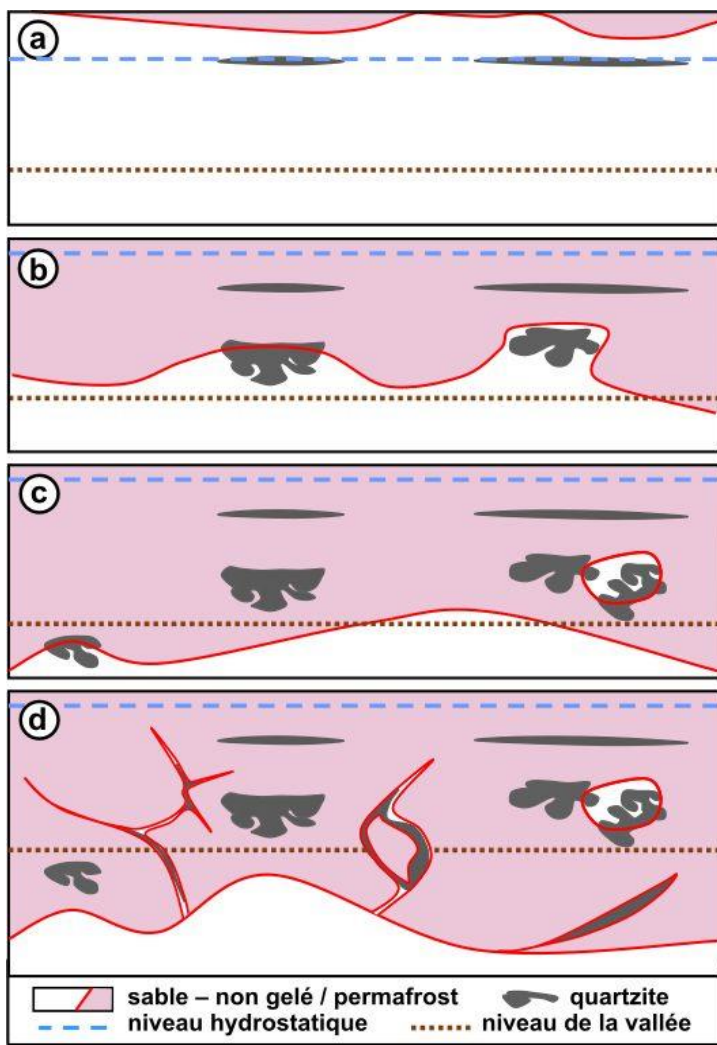 a
b
c
d
sable – non gelé / permafrost quartzite
niveau hydrostatique niveau de la vallée